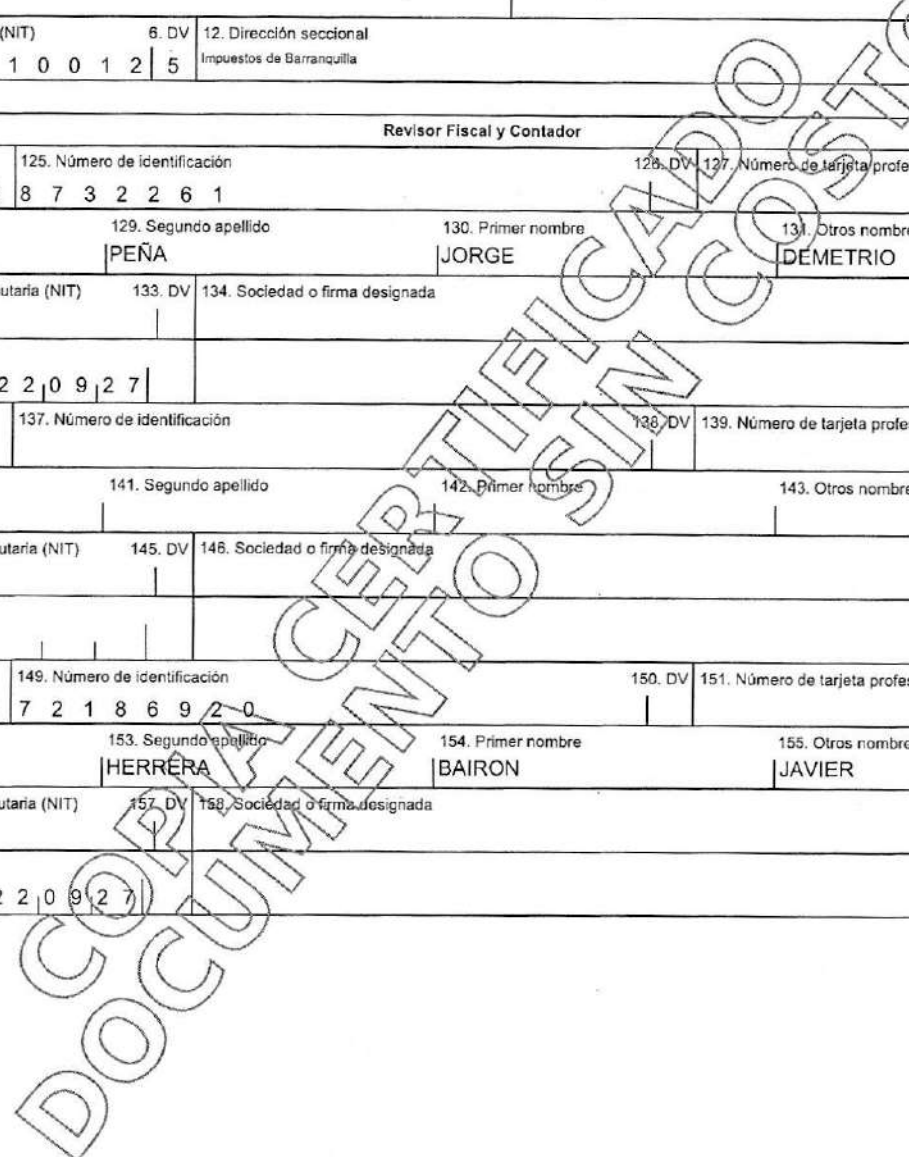 (NIT) 6. DV 12. Dirección seccional
1 0 0 1 2 5 Impuestos de Barranquilla
Revisor Fiscal y Contador
125. Número de identificación 126. DV 127. Número de tarjeta profe
8 7 3 2 2 6 1
129. Segundo apellido 130. Primer nombre 131. Otros nombre
PEÑA JORGE DEMETRIO
utaria (NIT) 133. DV 134. Sociedad o firma designada
2 2 0 9 2 7
137. Número de identificación 138. DV 139. Número de tarjeta profe
141. Segundo apellido 142. Primer nombre 143. Otros nombre
utaria (NIT) 145. DV 146. Sociedad o firma designada
149. Número de identificación 150. DV 151. Número de tarjeta profe
7 2 1 8 6 9 2 0
153. Segundo apellido 154. Primer nombre 155. Otros nombre
HERRERA BAIRON JAVIER
utaria (NIT) 157. DV 158. Sociedad o firma designada
2 2 0 9 2 7
COPIA CERTIFICADO
DOCUMENTO SIN COSTO